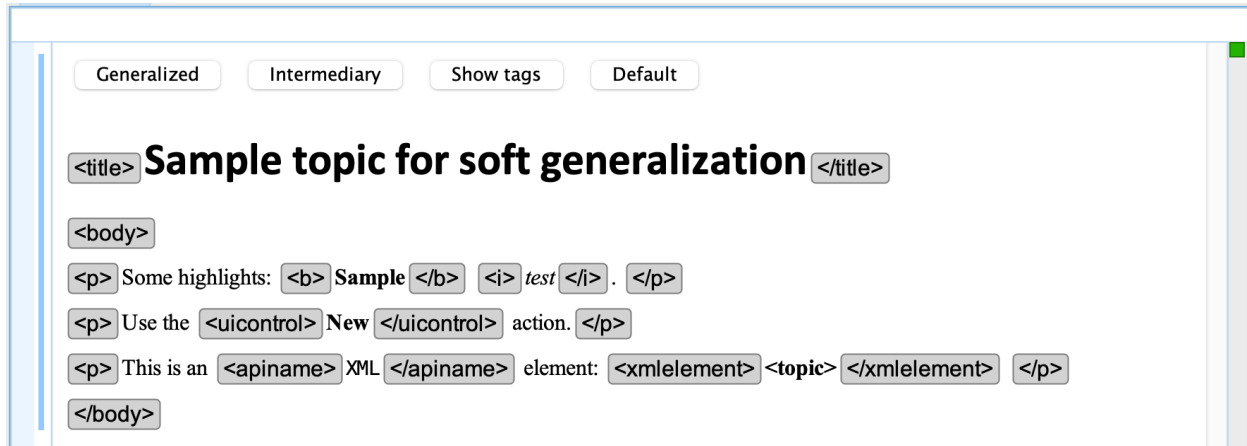 Generalized Intermediary Show tags Default
<title>Sample topic for soft generalization</title>
<body>
<p>Some highlights: <b>Sample</b> <i>test</i>. </p>
<p>Use the <uicontrol>New</uicontrol> action.</p>
<p>This is an <apiname>XML</apiname> element: <xmlelement><topic></xmlelement> </p>
</body>